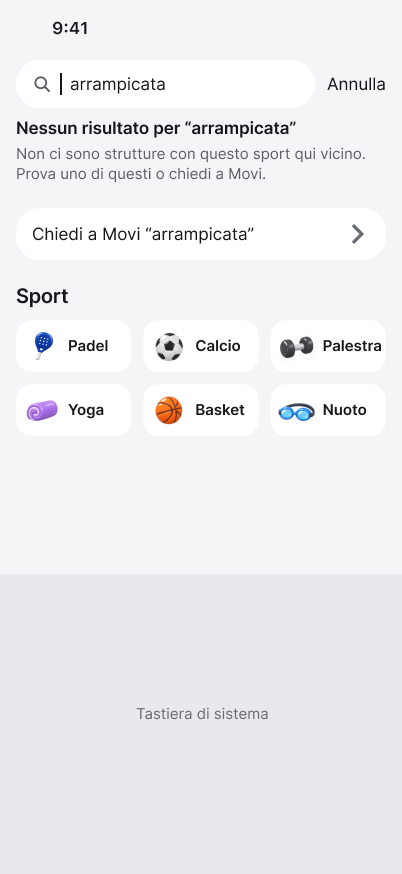 9:41
arrampicata
Annulla
Nessun risultato per “arrampicata”
Non ci sono strutture con questo sport qui vicino.
Prova uno di questi o chiedi a Movi.
Chiedi a Movi “arrampicata”
Sport
Padel
Calcio
Palestra
Yoga
Basket
Nuoto
Tastiera di sistema